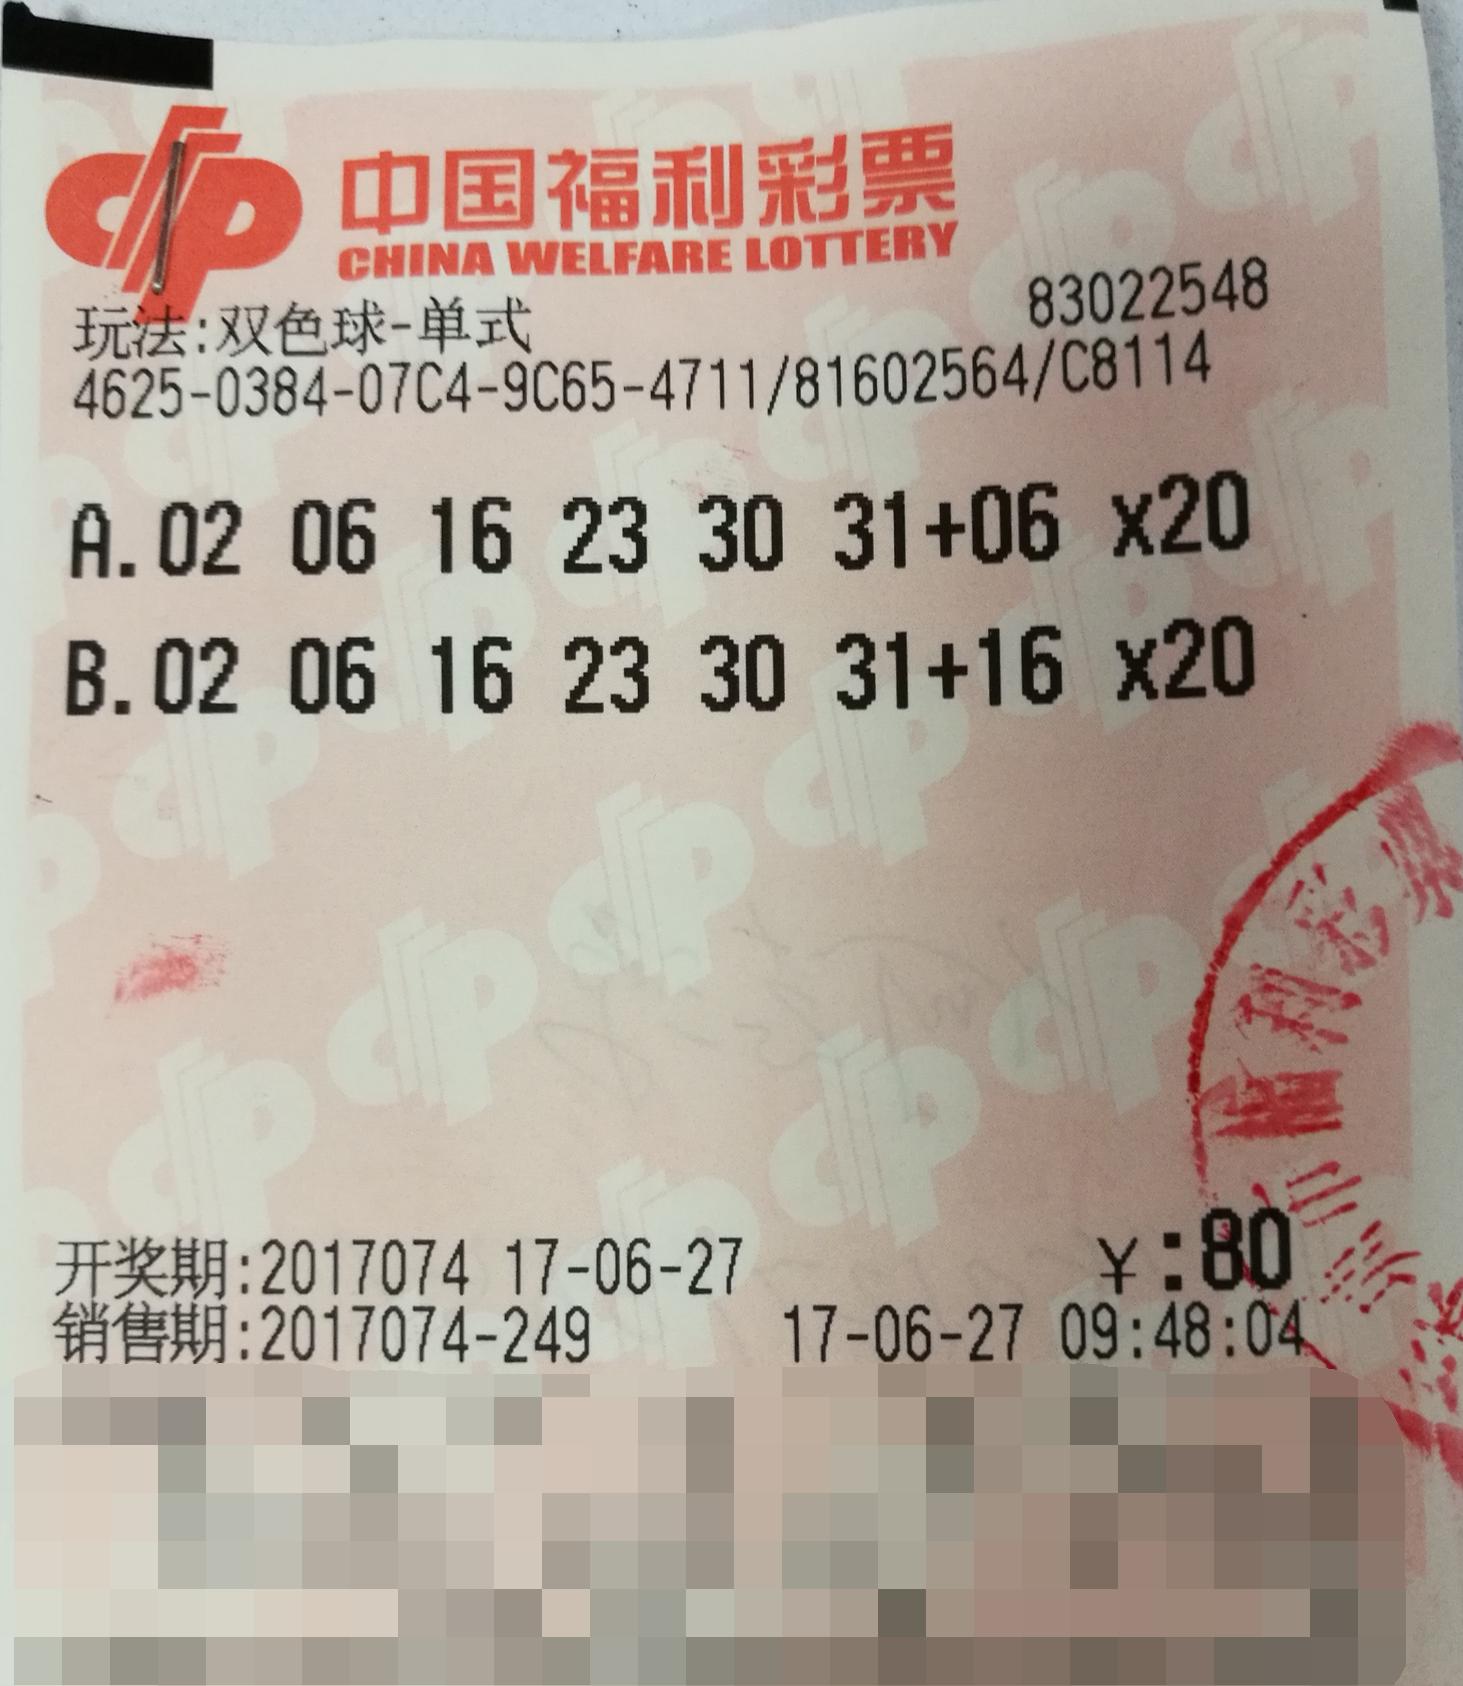 中国福利彩票
CHINA WELFARE LOTTERY
玩法:双色球-单式 83022548
4625-0384-07C4-9C65-4711/81602564/C8114
A.02 06 16 23 30 31+06 x20
B.02 06 16 23 30 31+16 x20
开奖期:2017074 17-06-27 ¥:80
销售期:2017074-249 17-06-27 09:48:04